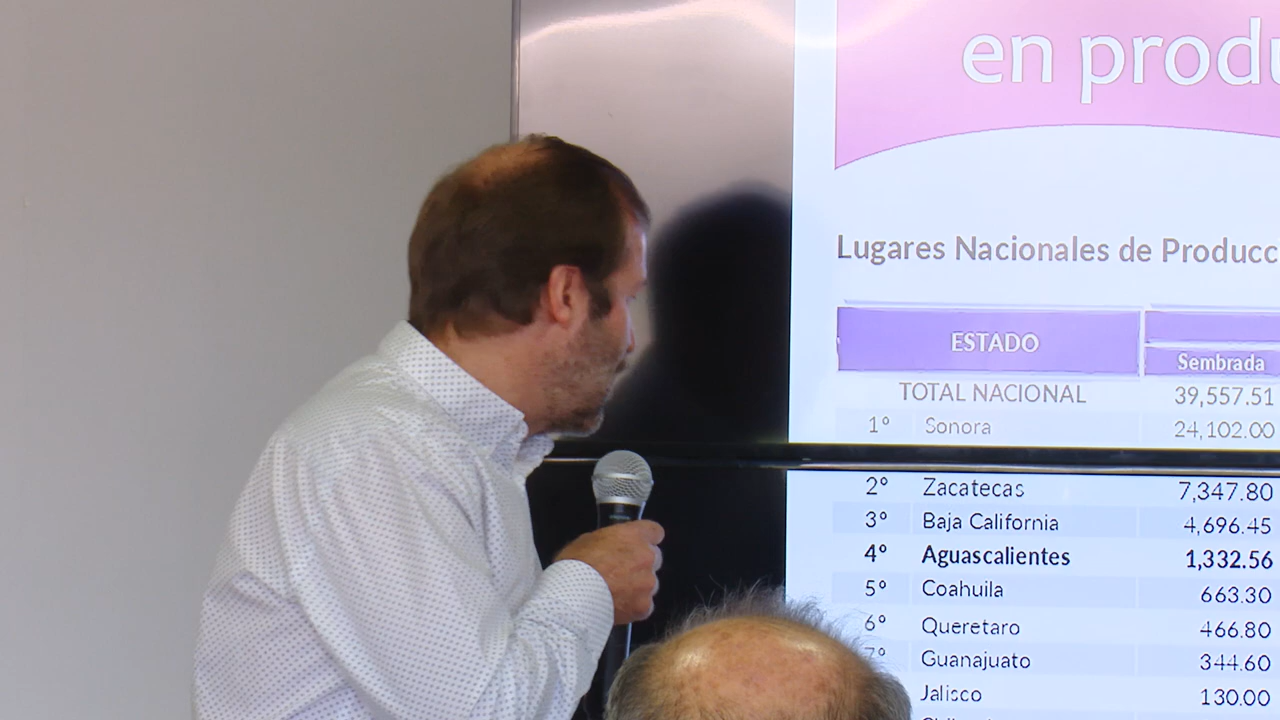 en produ
Lugares Nacionales de Producc
ESTADO
Sembrada
TOTAL NACIONAL 39,557.51
1° Sonora 24,102.00
2° Zacatecas 7,347.80
3° Baja California 4,696.45
4° Aguascalientes 1,332.56
5° Coahuila 663.30
6° Queretaro 466.80
7° Guanajuato 344.60
Jalisco 130.00